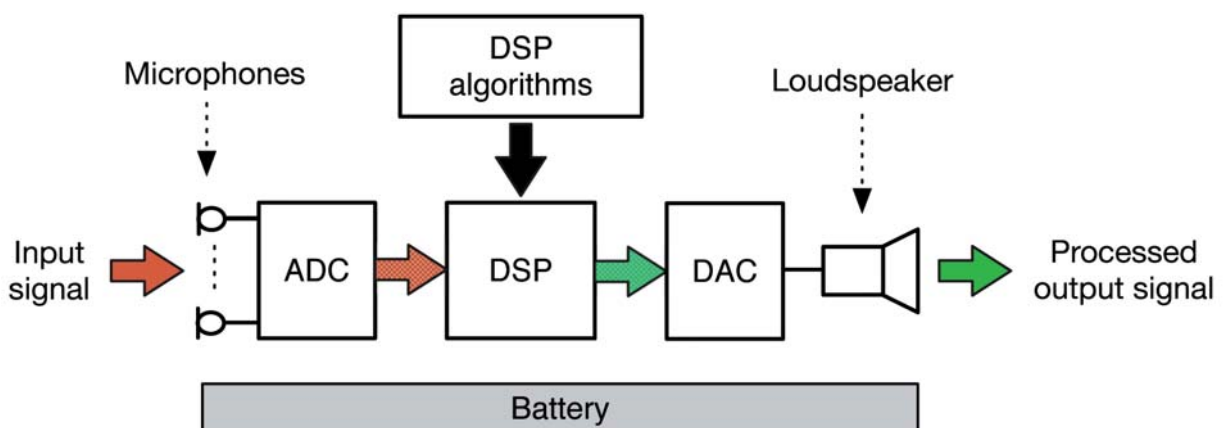 DSP
algorithms
Microphones
Loudspeaker
Input
signal
ADC
DSP
DAC
Processed
output signal
Battery